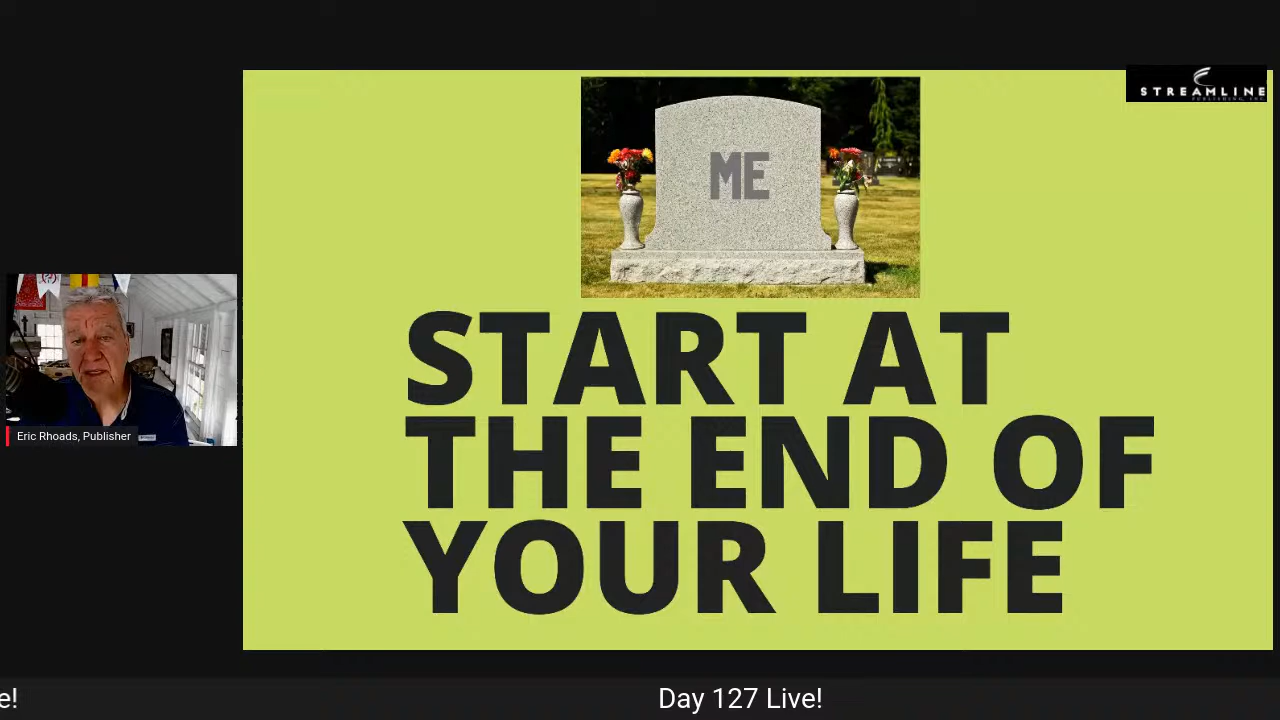 STREAMLINE
ME
START AT
THE END OF
YOUR LIFE
Eric Rhoads, Publisher
e!
Day 127 Live!